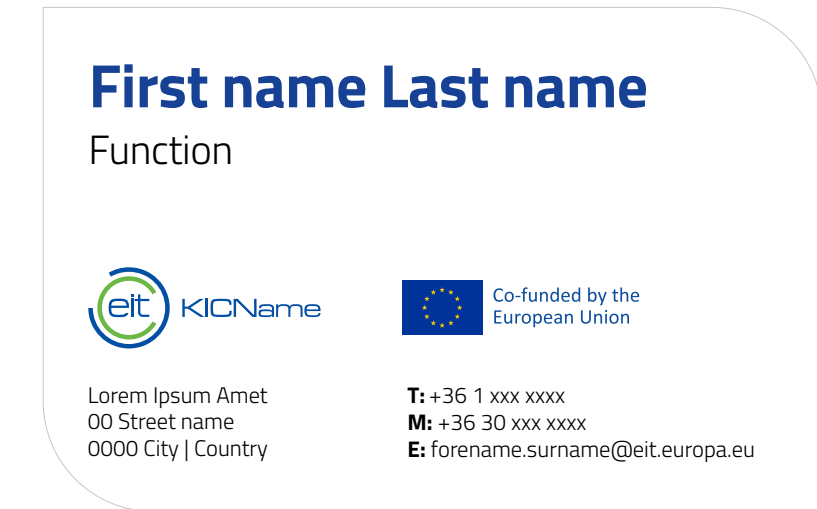 First name Last name
Function
eit KICName
Co-funded by the
European Union
Lorem Ipsum Amet
00 Street name
0000 City | Country
T: +36 1 xxx xxxx
M: +36 30 xxx xxxx
E: forename.surname@eit.europa.eu